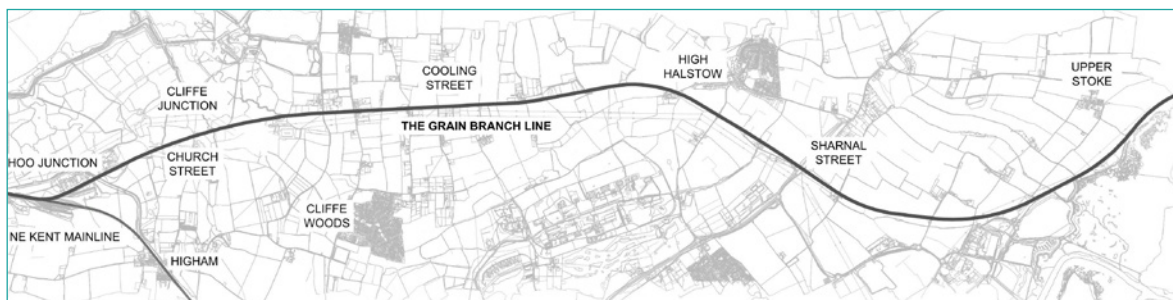 HIGH
HALSTOW
UPPER
STOKE
COOLING
STREET
CLIFFE
JUNCTION
THE GRAIN BRANCH LINE
SHARNAL
STREET
HOO JUNCTION
CHURCH
STREET
CLIFFE
WOODS
NE KENT MAINLINE
HIGHAM